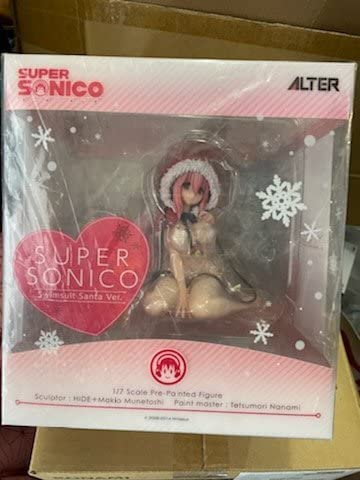 SUPER
SONICO
ALTER
SUPER
SONICO
Swimsuit Santa Ver.
1/7 Scale Pre-Painted Figure
Sculptor : HIDE+Makio Munetoshi Paint master : Tetsumori Nanami